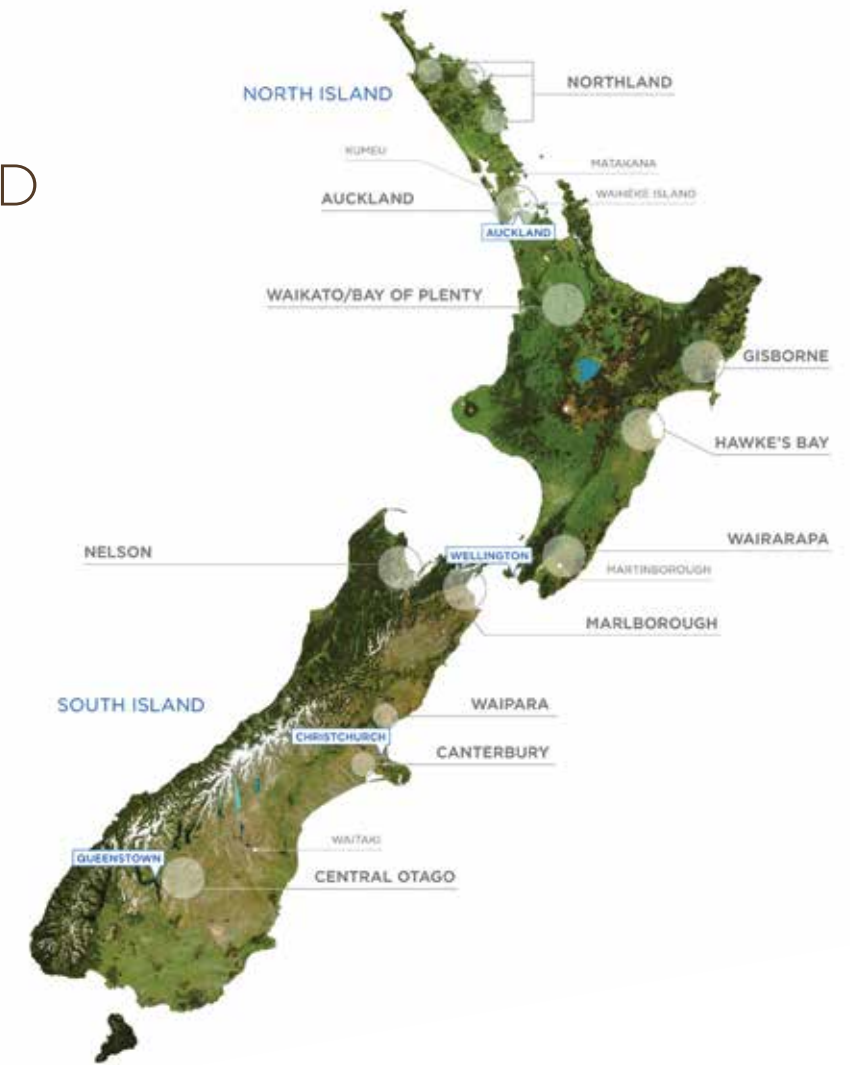 NORTHLAND
NORTH ISLAND
KUMEU
MATAKANA
D
WAIHEKE ISLAND
AUCKLAND
AUCKLAND
WAIKATO/BAY OF PLENTY
GISBORNE
HAWKE'S BAY
WAIRARAPA
NELSON
WELLINGTON
MARTINBOROUGH
MARLBOROUGH
SOUTH ISLAND
WAIPARA
CHRISTCHURCH
CANTERBURY
WAITAKI
QUEENSTOWN
CENTRAL OTAGO